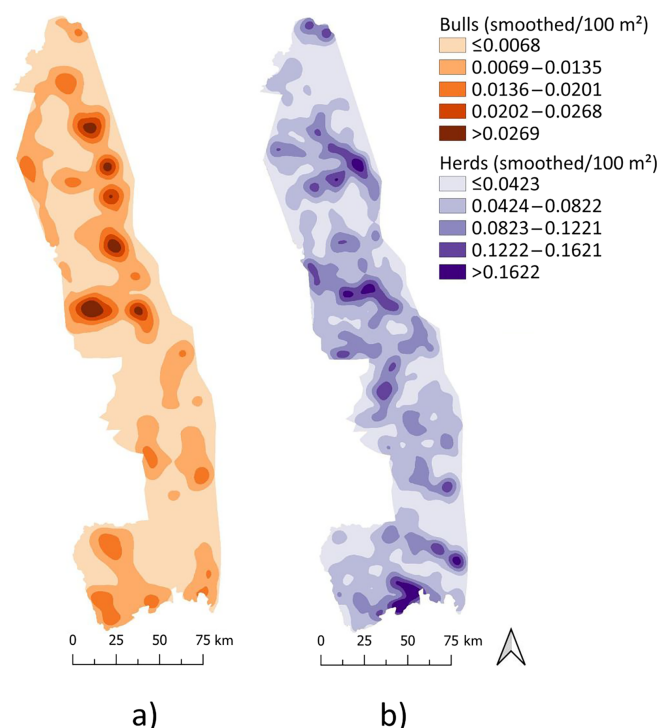 Bulls (smoothed/100 m²)
≤0.0068
0.0069–0.0135
0.0136–0.0201
0.0202–0.0268
>0.0269
Herds (smoothed/100 m²)
≤0.0423
0.0424–0.0822
0.0823–0.1221
0.1222–0.1621
>0.1622
0 25 50 75 km
0 25 50 75 km
a) b)